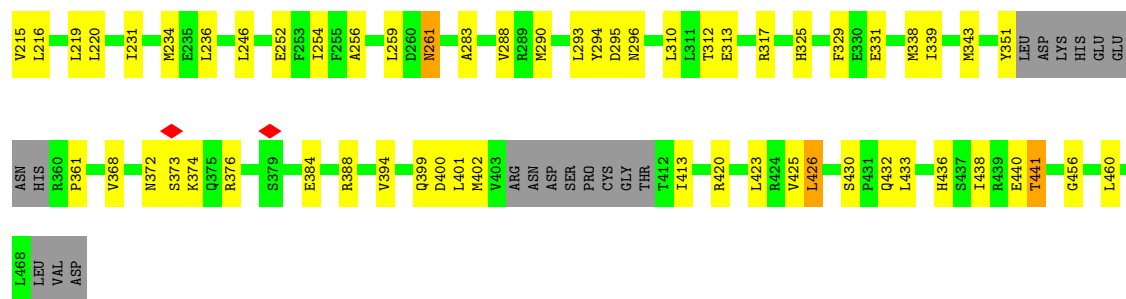 V215 L216 L219 L220 I231 M234 E235 L236 L246 E252 F253 I254 F255 A256 L259 D260 N261 A283 V288 R289 M290 L293 Y294 D295 N296 L310 L311 T312 E313 R317 H325 F329 E330 E331 M338 I339 M343 Y351 LEU ASP LYS HIS GLU GLU
ASN HIS R360 P361 V368 N372 S373 K374 Q375 R376 S379 E384 R388 V394 Q399 D400 L401 M402 V403 ARG ASN ASP SER PRO CYS GLY THR T412 I413 R420 L423 R424 V425 L426 S430 P431 Q432 L433 H436 S437 I438 R439 E440 T441 G456 L460
L468 LEU VAL ASP